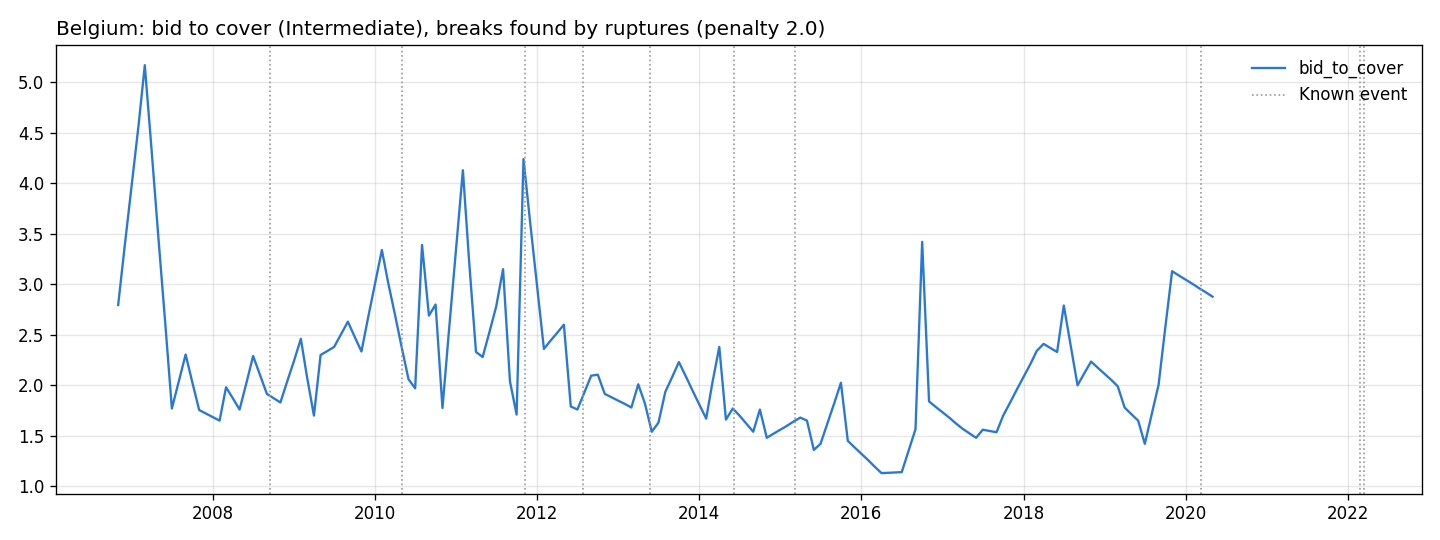 Belgium: bid to cover (Intermediate), breaks found by ruptures (penalty 2.0)
bid_to_cover
Known event
5.0
4.5
4.0
3.5
3.0
2.5
2.0
1.5
1.0
2008 2010 2012 2014 2016 2018 2020 2022